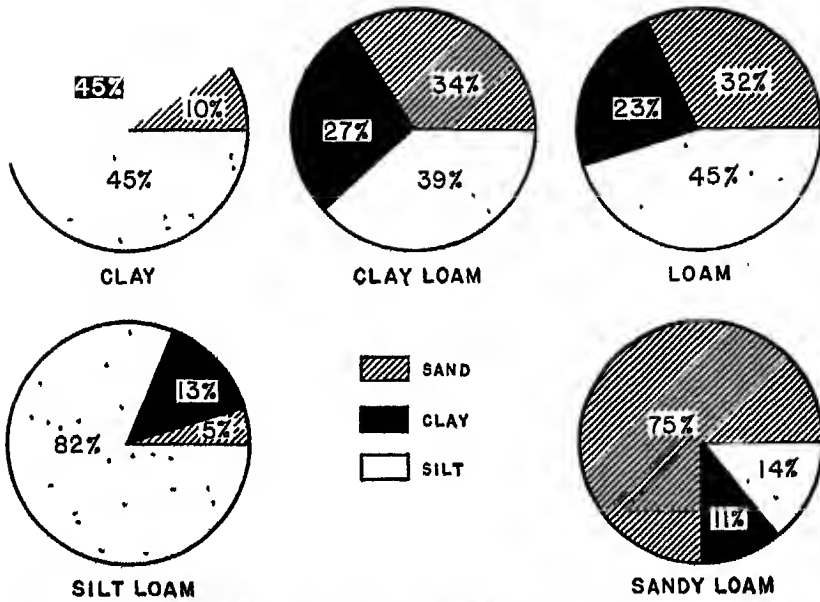 45%
10%
45%
CLAY
34%
27%
39%
CLAY LOAM
32%
23%
45%
LOAM
13%
5%
82%
SILT LOAM
SAND
CLAY
SILT
75%
14%
11%
SANDY LOAM